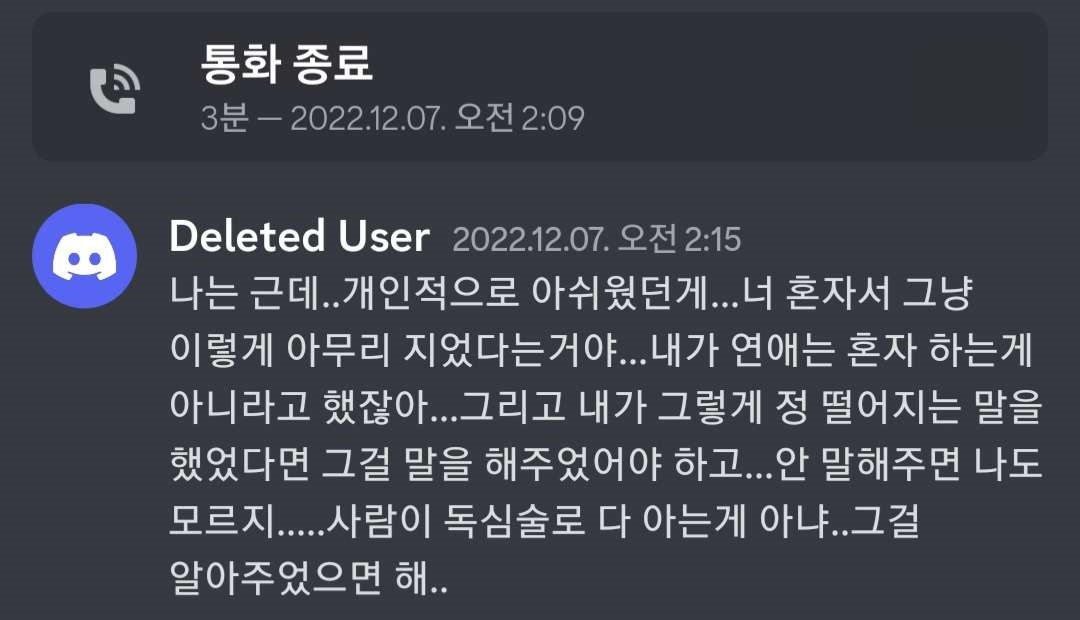 통화 종료
3분 — 2022.12.07. 오전 2:09
Deleted User 2022.12.07. 오전 2:15
나는 근데..개인적으로 아쉬웠던게...너 혼자서 그냥
이렇게 아무리 지었다는거야...내가 연애는 혼자 하는게
아니라고 했잖아...그리고 내가 그렇게 정 떨어지는 말을
했었다면 그걸 말을 해주었어야 하고...안 말해주면 나도
모르지.....사람이 독심술로 다 아는게 아냐..그걸
알아주었으면 해..